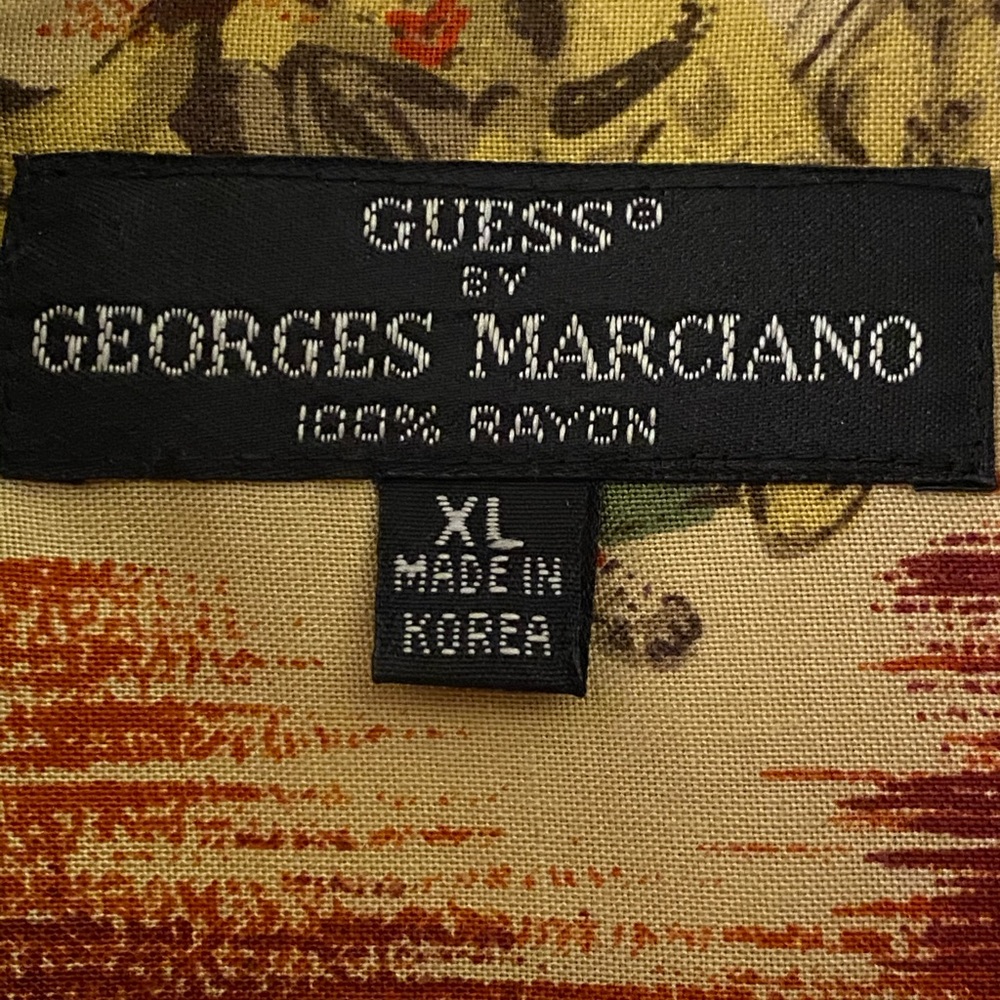 GUESS®
BY
GEORGES MARCIANO
100% RAYON
XL
MADE IN
KOREA